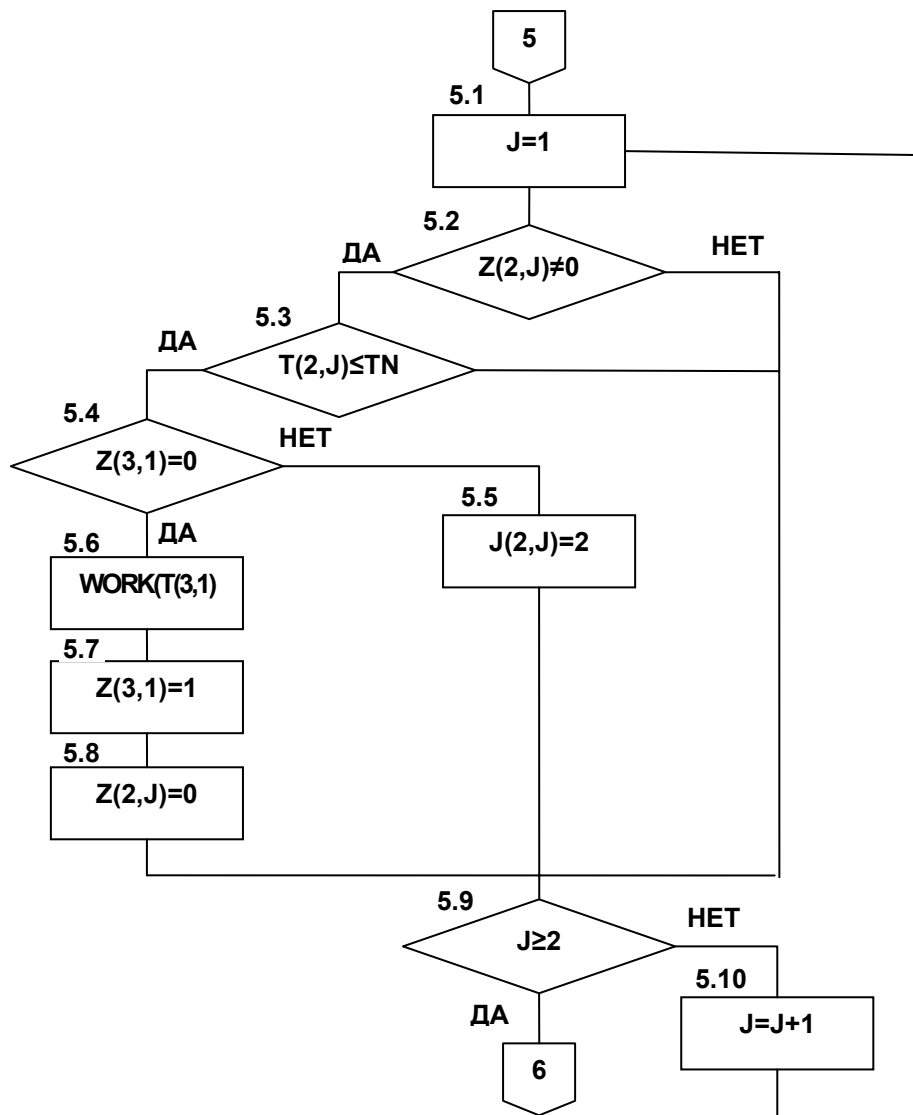 5
5.1
J=1
5.2
ДА
Z(2,J)≠0
НЕТ
5.3
ДА
T(2,J)≤TN
5.4
Z(3,1)=0
НЕТ
ДА
5.5
J(2,J)=2
5.6
WORK(T(3,1)
5.7
Z(3,1)=1
5.8
Z(2,J)=0
5.9
J≥2
НЕТ
5.10
J=J+1
ДА
6